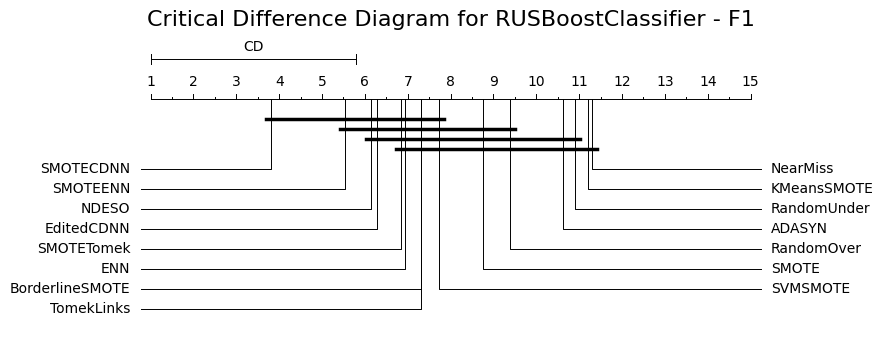 Critical Difference Diagram for RUSBoostClassifier - F1
CD
1 2 3 4 5 6 7 8 9 10 11 12 13 14 15
SMOTECDNN NearMiss
SMOTEENN KMeansSMOTE
NDESO RandomUnder
EditedCDNN ADASYN
SMOTETomek RandomOver
ENN SMOTE
BorderlineSMOTE SVMSMOTE
TomekLinks